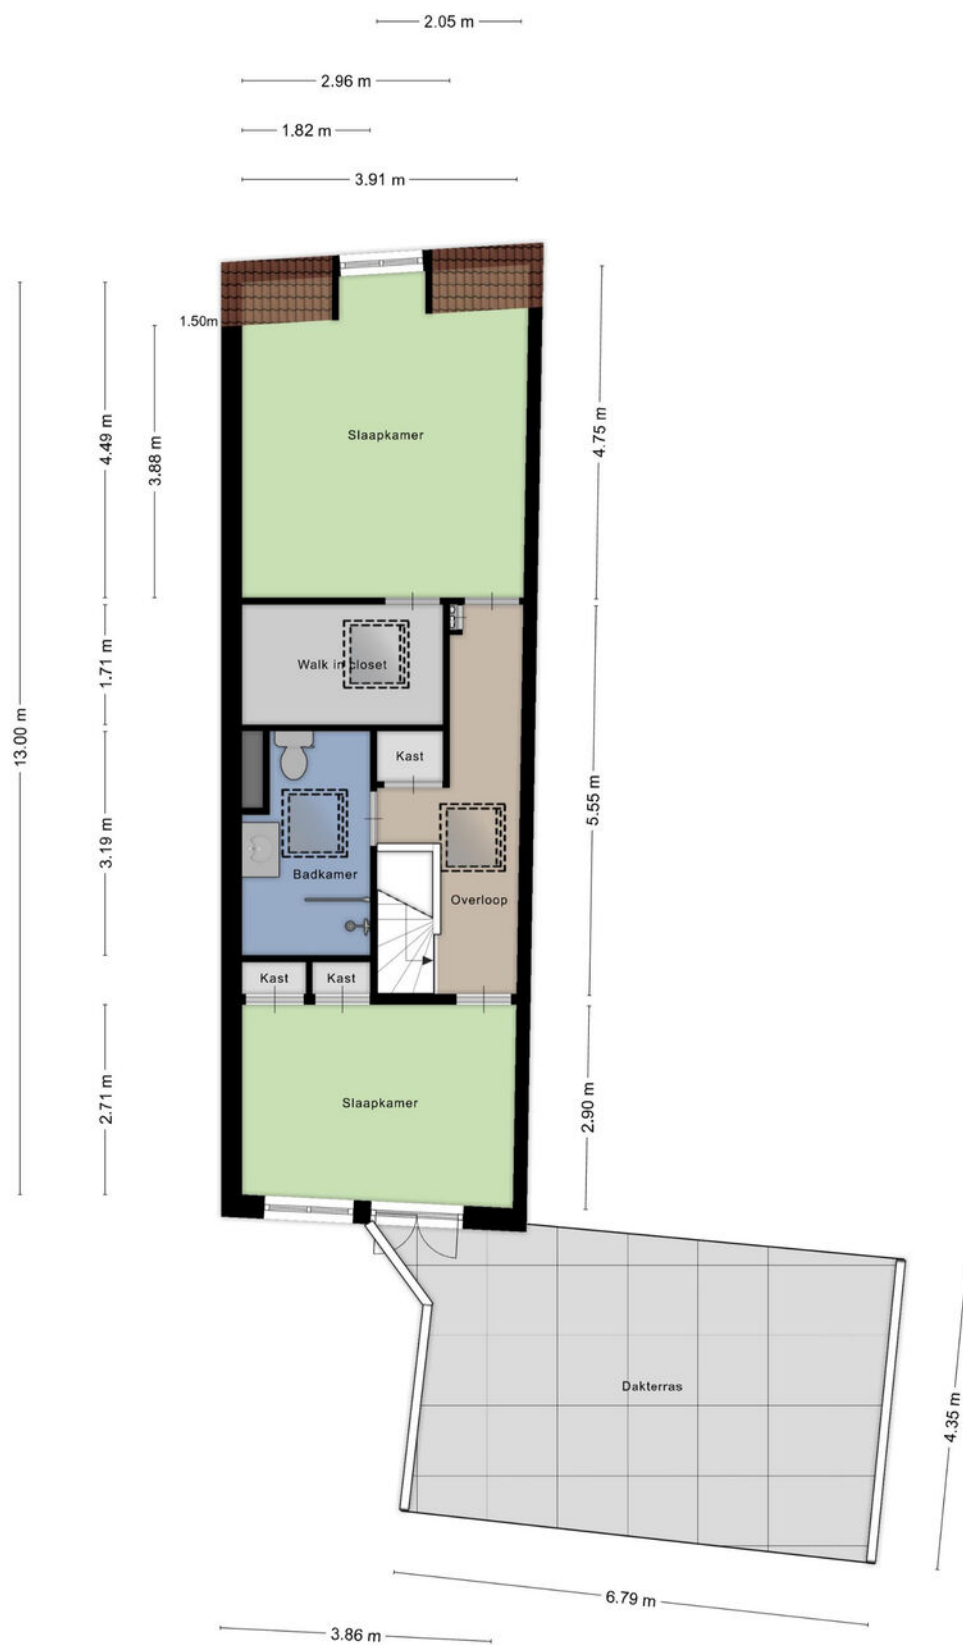 2.05 m
2.96 m
1.82 m
3.91 m
1.50m
4.49 m
3.88 m
4.75 m
Slaapkamer
13.00 m
1.71 m
Walk in closet
5.55 m
3.19 m
Kast
Badkamer
Overloop
Kast
Kast
2.71 m
2.90 m
Slaapkamer
Dakterras
4.35 m
6.79 m
3.86 m